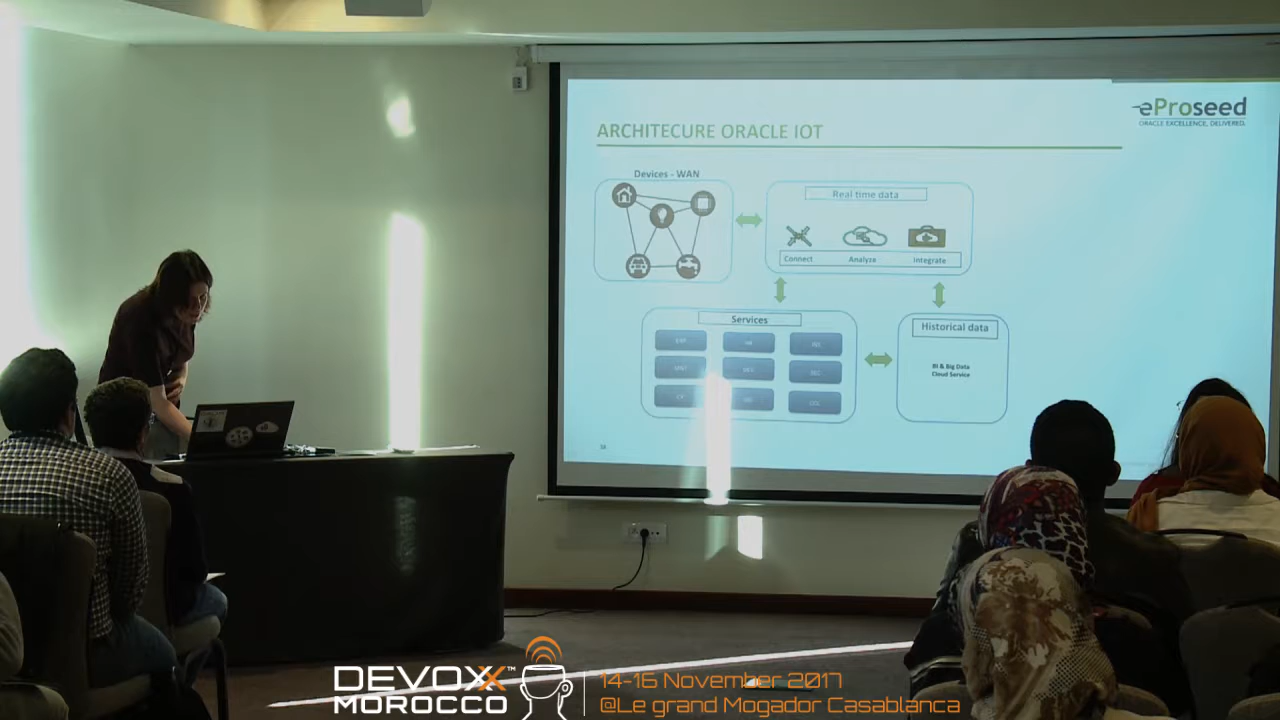 eProseed
ORACLE EXCELLENCE, DELIVERED.
ARCHITECURE ORACLE IOT
Devices - WAN
Real time data
Connect
Analyze
Integrate
Services
Historical data
BI & Big Data
Cloud Service
DEVOXX™
MOROCCO
14-16 November 2017
@Le grand Mogador Casablanca